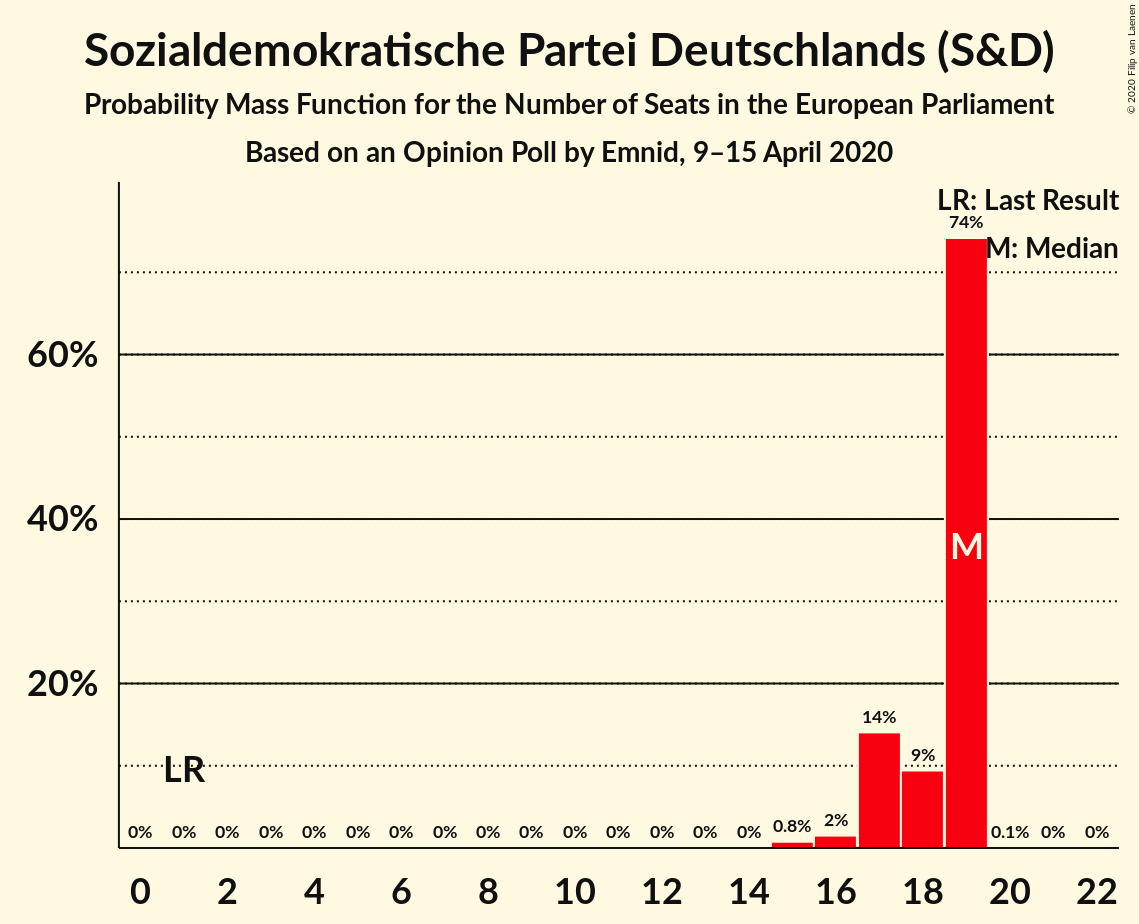 Sozialdemokratische Partei Deutschlands (S&D)
Probability Mass Function for the Number of Seats in the European Parliament
Based on an Opinion Poll by Emnid, 9–15 April 2020
© 2020 Filip van Laenen
LR: Last Result
M: Median
74%
60%
40%
20%
M
LR
0% 0% 0% 0% 0% 0% 0% 0% 0% 0% 0% 0% 0% 0% 0% 0.8% 2% 14% 9% 0.1% 0% 0%
0 2 4 6 8 10 12 14 16 18 20 22